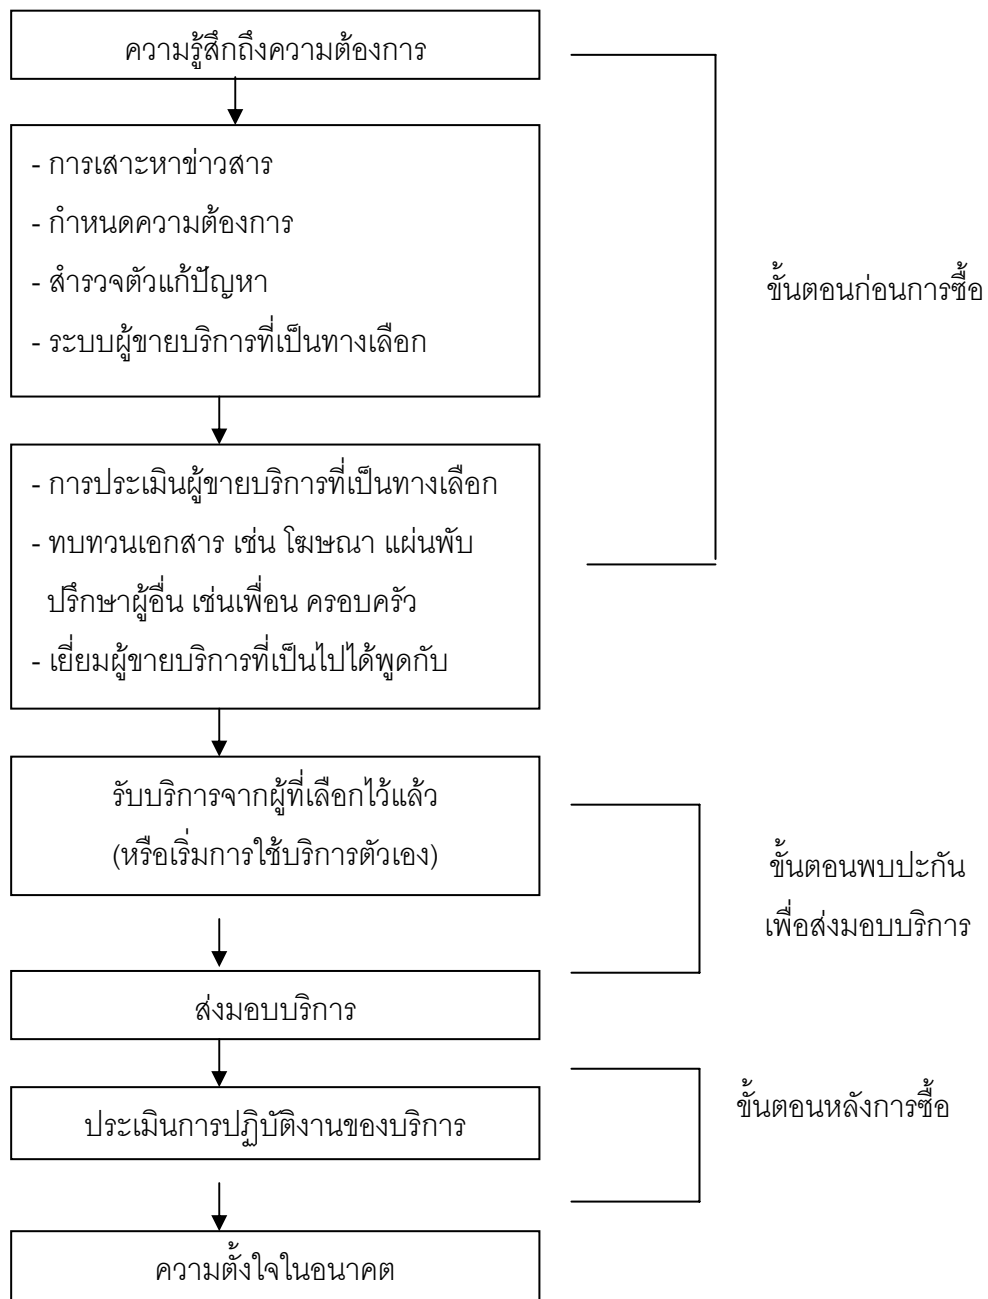 ความรู้สึกถึงความต้องการ
- การเสาะหาข่าวสาร
- กำหนดความต้องการ
- สำรวจตัวแก้ปัญหา
- ระบบผู้ขายบริการที่เป็นทางเลือก
ขั้นตอนก่อนการซื้อ
- การประเมินผู้ขายบริการที่เป็นทางเลือก
- ทบทวนเอกสาร เช่น โฆษณา แผ่นพับ
ปรึกษาผู้อื่น เช่นเพื่อน ครอบครัว
- เยี่ยมผู้ขายบริการที่เป็นไปได้พูดกับ
รับบริการจากผู้ที่เลือกไว้แล้ว
(หรือเริ่มการใช้บริการตัวเอง)
ขั้นตอนพบปะกัน
เพื่อส่งมอบบริการ
ส่งมอบบริการ
ขั้นตอนหลังการซื้อ
ประเมินการปฏิบัติงานของบริการ
ความตั้งใจในอนาคต